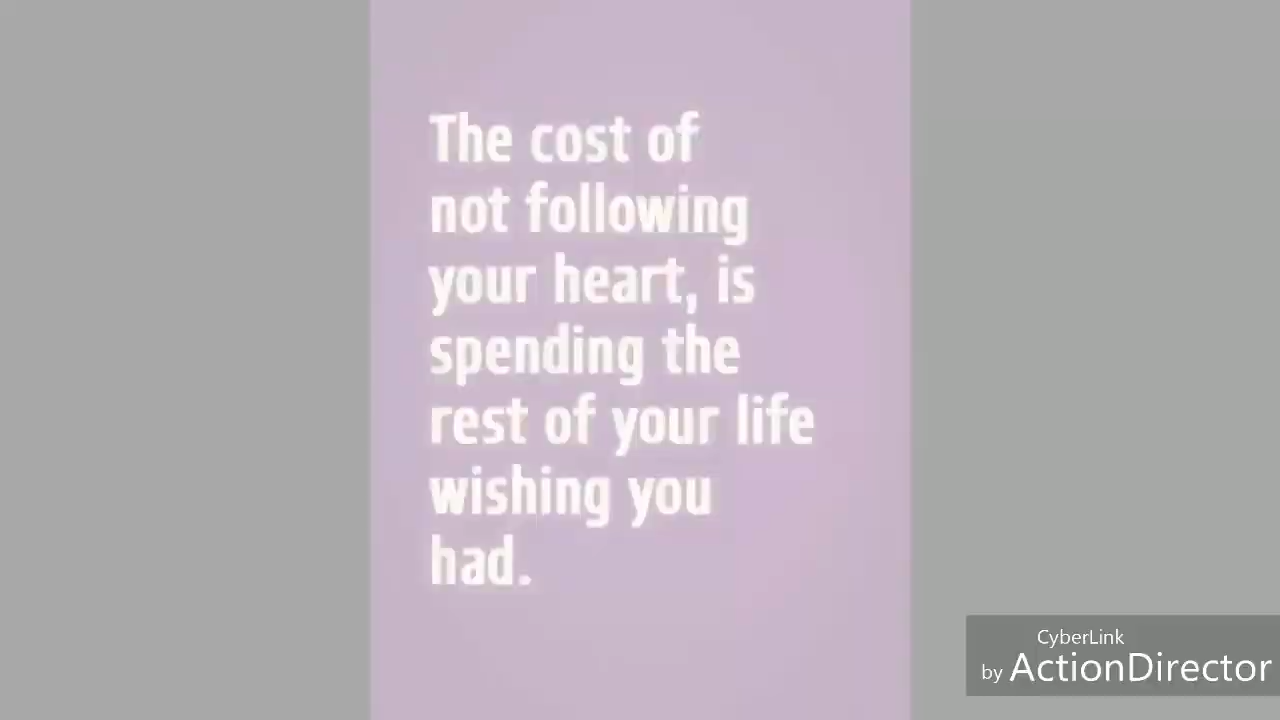 The cost of
not following
your heart, is
spending the
rest of your life
wishing you
had.
CyberLink
by ActionDirector